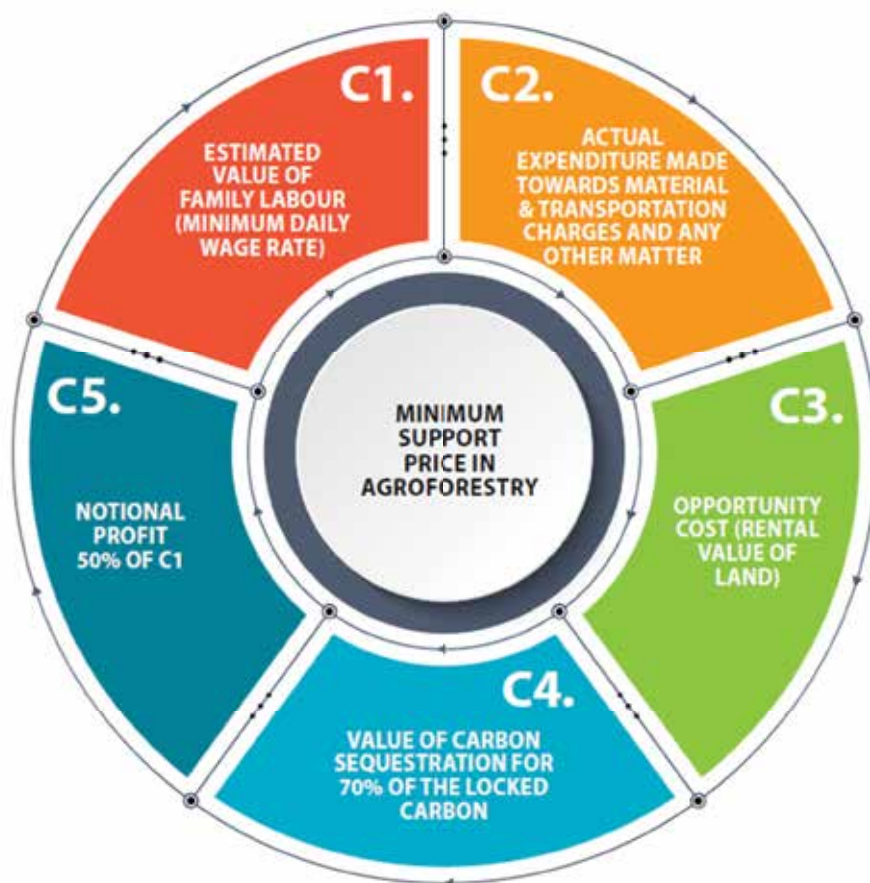 C1.
ESTIMATED
VALUE OF
FAMILY LABOUR
(MINIMUM DAILY
WAGE RATE)
C2.
ACTUAL
EXPENDITURE MADE
TOWARDS MATERIAL
& TRANSPORTATION
CHARGES AND ANY
OTHER MATTER
C3.
OPPORTUNITY
COST (RENTAL
VALUE OF
LAND)
C4.
VALUE OF CARBON
SEQUESTRATION FOR
70% OF THE LOCKED
CARBON
C5.
NOTIONAL
PROFIT
50% OF C1
MINIMUM
SUPPORT
PRICE IN
AGROFORESTRY